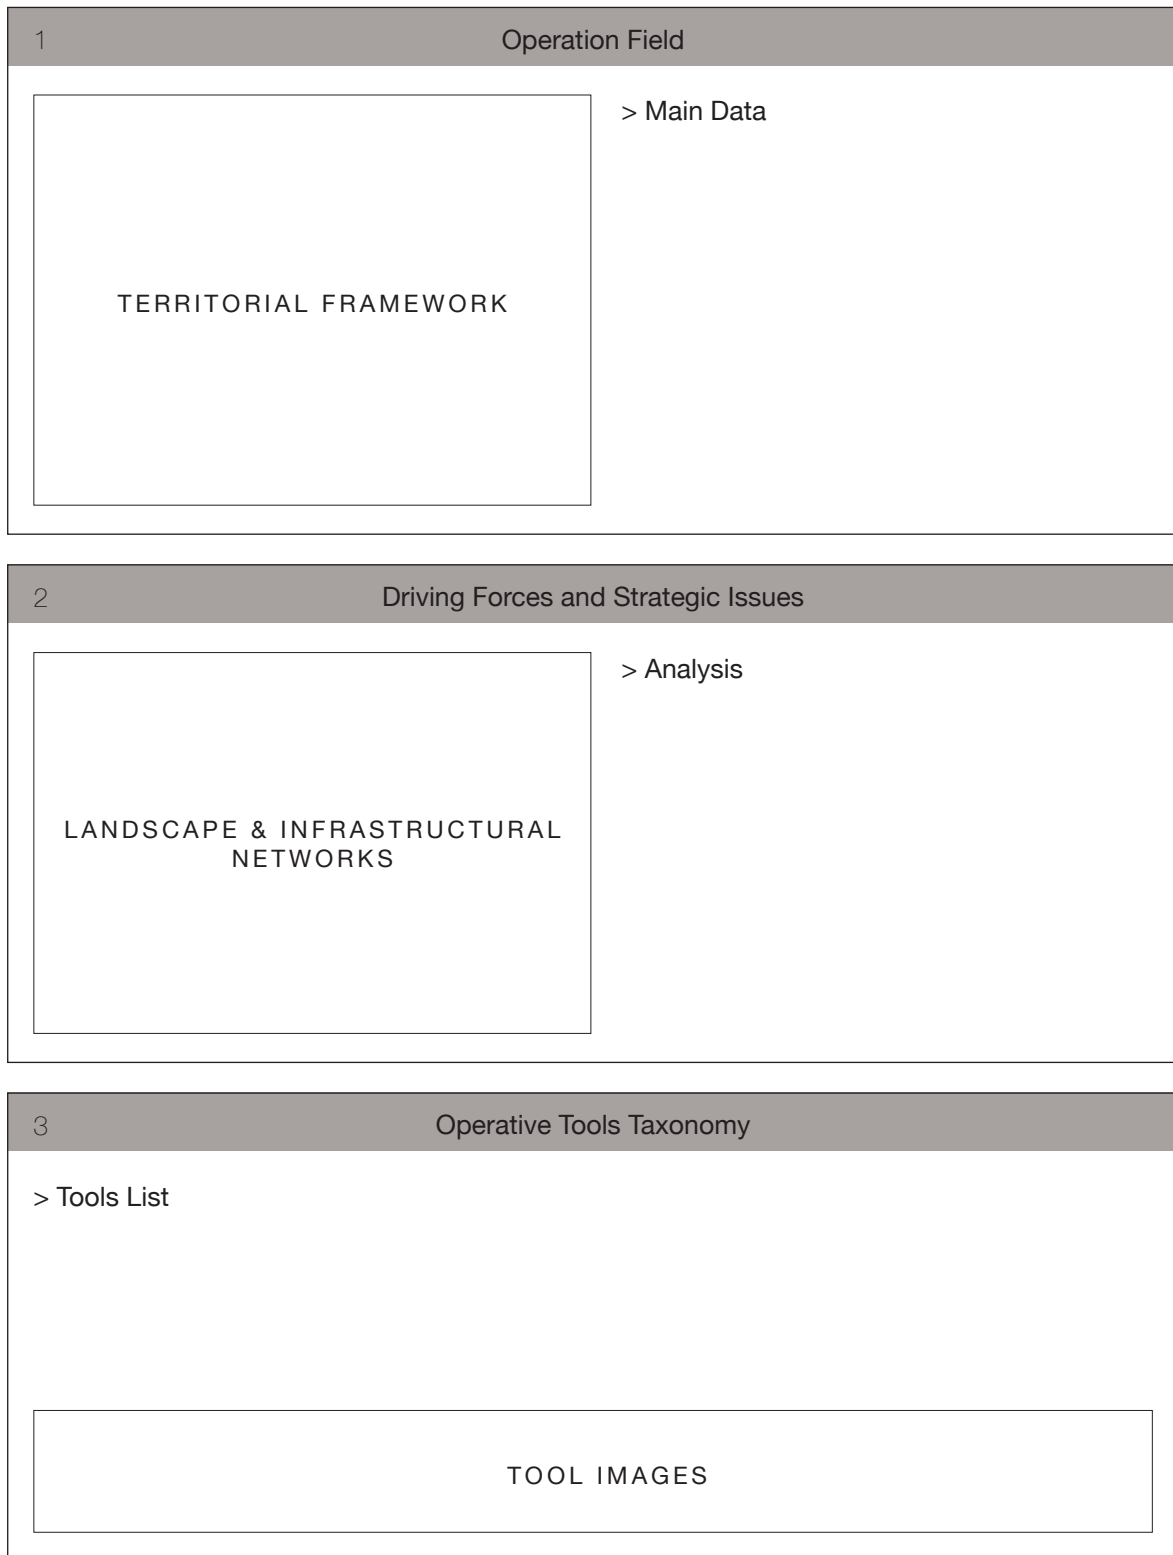 1
Operation Field
> Main Data
TERRITORIAL FRAMEWORK
2
Driving Forces and Strategic Issues
> Analysis
LANDSCAPE & INFRASTRUCTURAL
NETWORKS
3
Operative Tools Taxonomy
> Tools List
TOOL IMAGES